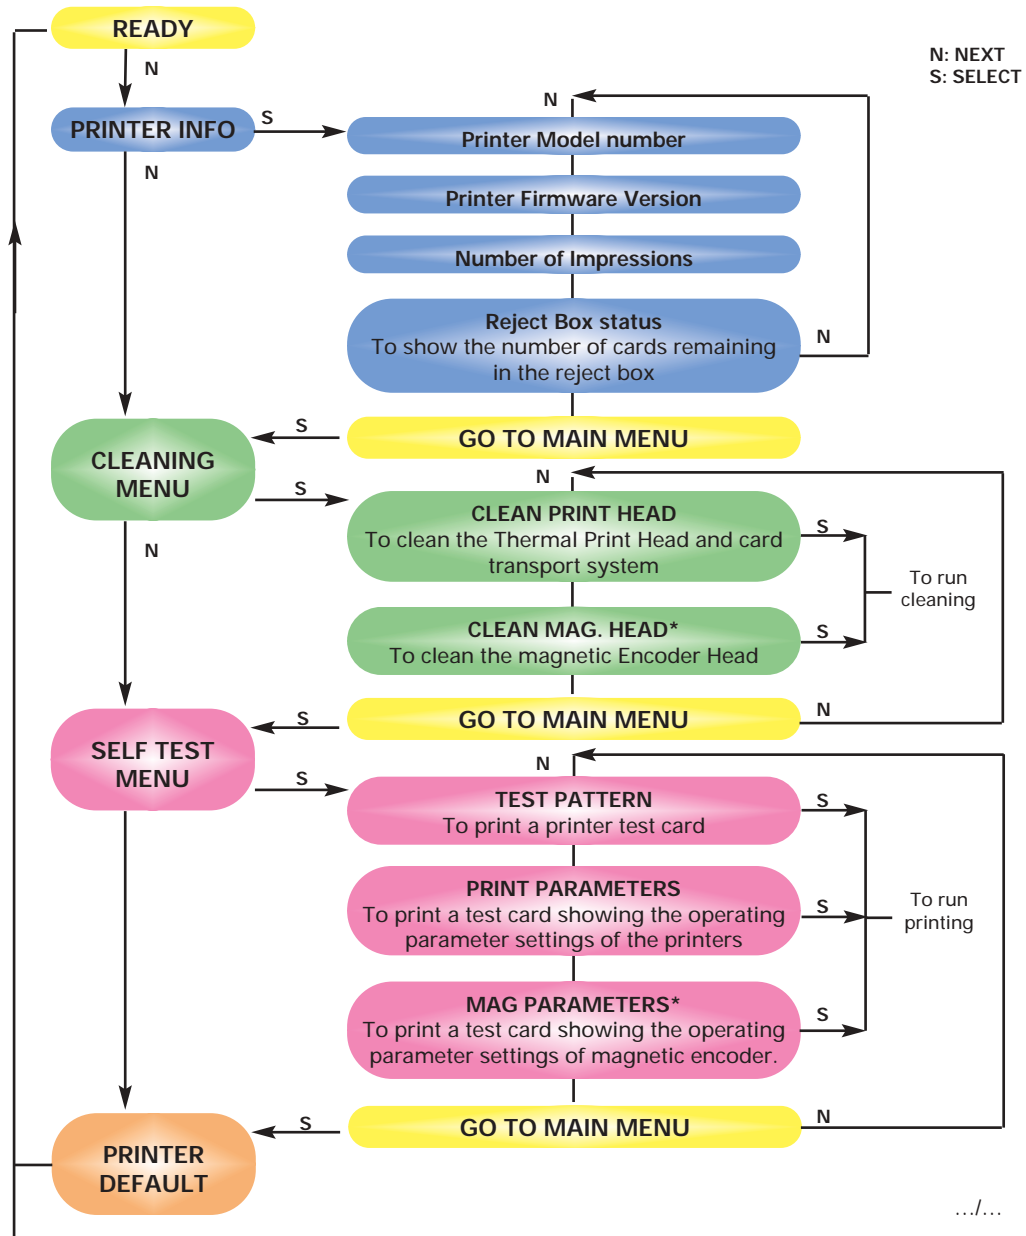 READY
N: NEXT
S: SELECT
N
N
PRINTER INFO
S
Printer Model number
N
Printer Firmware Version
Number of Impressions
Reject Box status
To show the number of cards remaining
in the reject box
N
S
GO TO MAIN MENU
CLEANING
MENU
N
S
CLEAN PRINT HEAD
To clean the Thermal Print Head and card
transport system
S
N
To run
cleaning
CLEAN MAG. HEAD*
To clean the magnetic Encoder Head
S
S
GO TO MAIN MENU
N
SELF TEST
MENU
N
S
TEST PATTERN
To print a printer test card
S
PRINT PARAMETERS
To print a test card showing the operating
parameter settings of the printers
S
To run
printing
MAG PARAMETERS*
To print a test card showing the operating
parameter settings of magnetic encoder.
S
S
GO TO MAIN MENU
N
PRINTER
DEFAULT
.../...